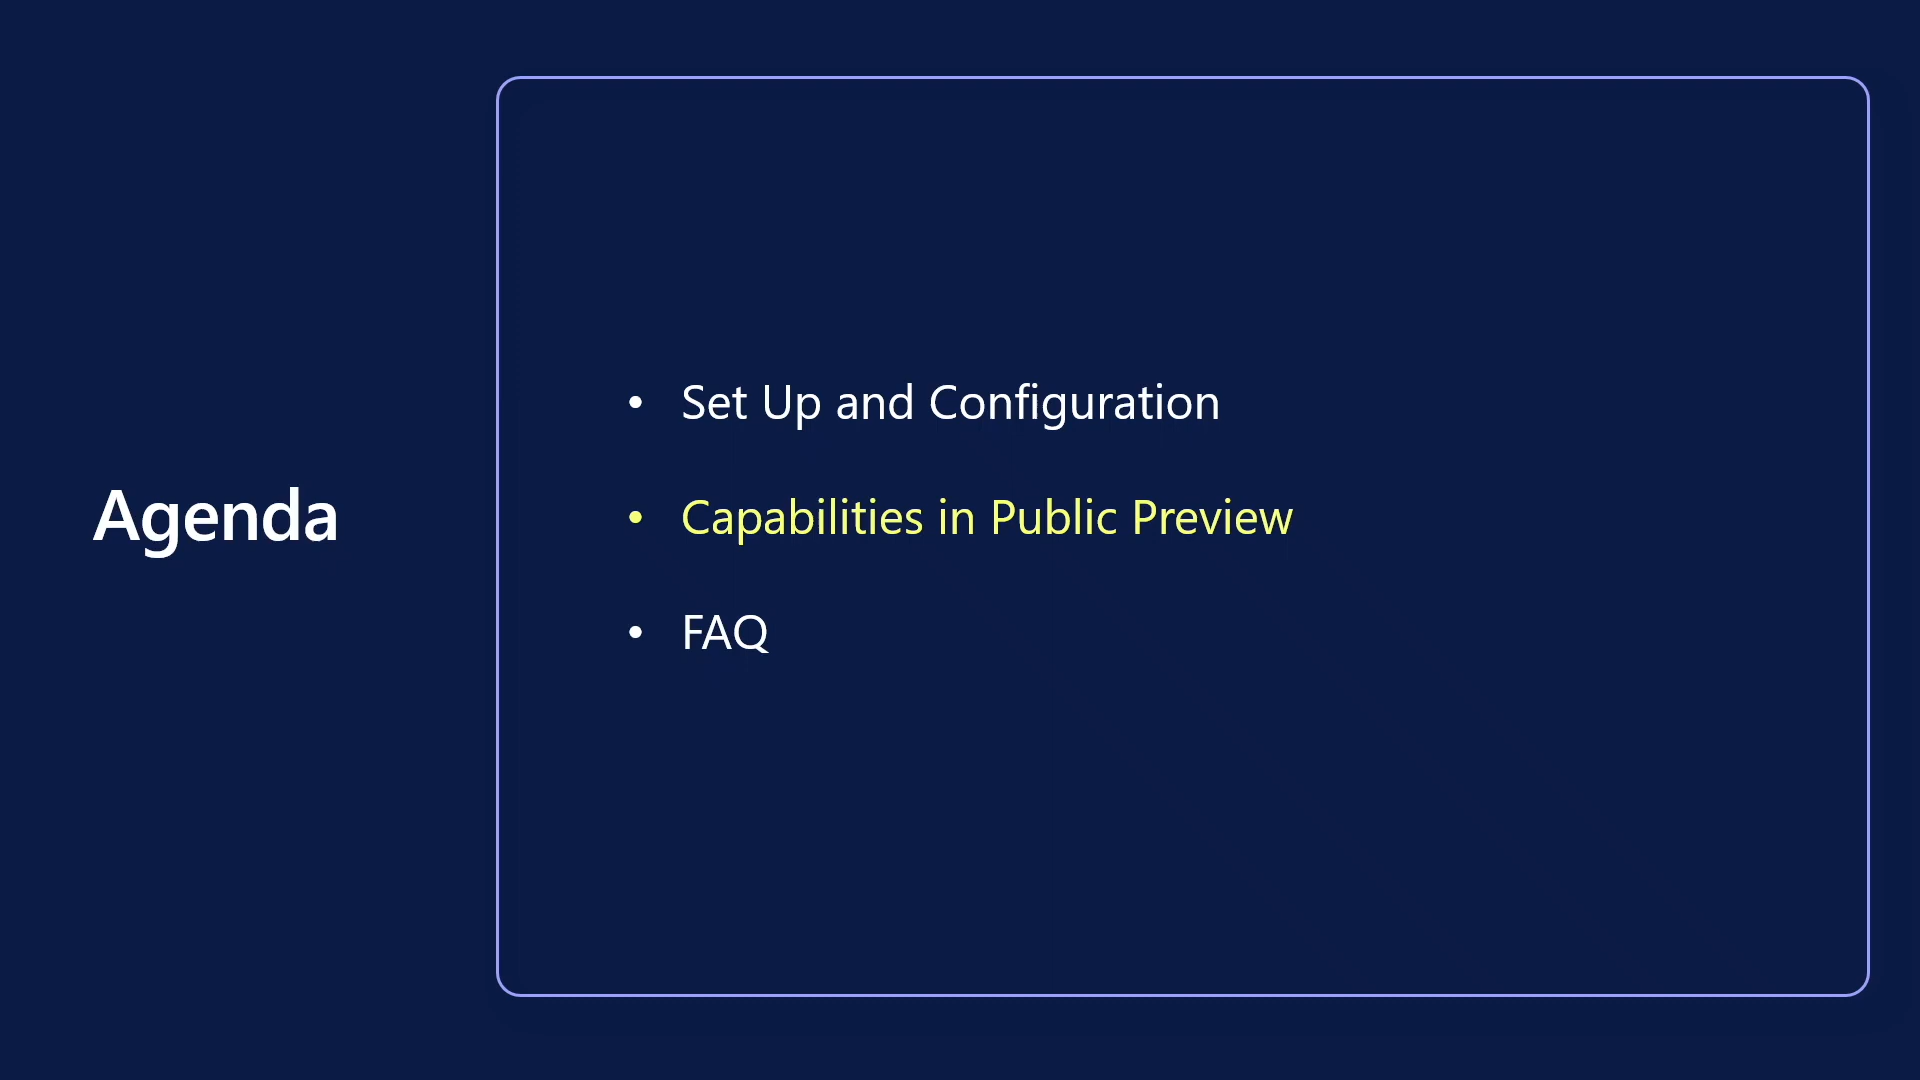 Agenda
• Set Up and Configuration
• Capabilities in Public Preview
• FAQ